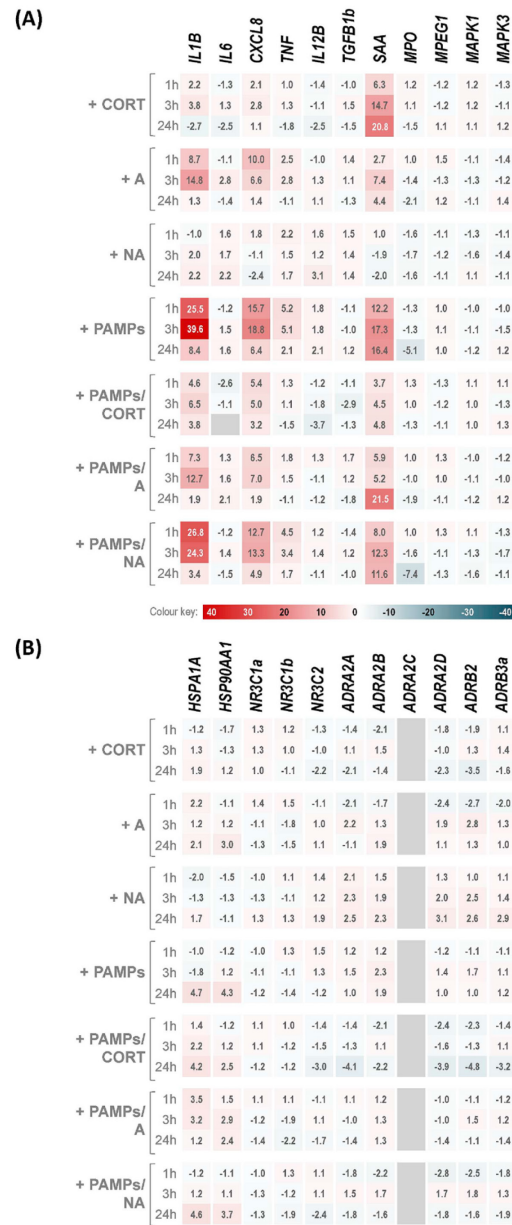 (A)
IL1B IL6 CXCL8 TNF IL12B TGFB1b SAA MPO MPEG1 MAPK1 MAPK3
+ CORT
1h 2.2 -1.3 2.1 1.0 -1.4 -1.0 6.3 1.2 -1.2 1.2 -1.3
3h 3.8 1.3 2.8 1.3 -1.1 1.5 14.7 1.1 -1.2 1.2 -1.1
24h -2.7 -2.5 1.1 -1.8 -2.5 -1.5 20.8 -1.5 1.1 1.1 1.2
+ A
1h 8.7 -1.1 10.0 2.5 -1.0 1.4 2.7 1.0 1.5 -1.1 -1.4
3h 14.8 2.8 6.6 2.8 1.3 1.1 7.4 -1.4 -1.3 -1.3 -1.2
24h 1.3 -1.4 1.4 -1.1 1.1 -1.3 4.4 -2.1 1.2 -1.1 1.4
+ NA
1h -1.0 1.6 1.8 2.2 1.6 1.5 1.0 -1.6 -1.1 -1.3 -1.1
3h 2.0 1.7 -1.1 1.5 1.2 1.4 -1.9 -1.7 -1.2 -1.6 -1.4
24h 2.2 2.2 -2.4 1.7 3.1 1.4 -2.0 -1.6 -1.1 1.1 -1.1
+ PAMPs
1h 25.5 -1.2 15.7 5.2 1.8 -1.1 12.2 -1.3 1.0 -1.0 -1.0
3h 39.6 1.5 18.8 5.1 1.8 -1.0 17.3 -1.3 1.1 -1.1 -1.5
24h 8.4 1.6 6.4 2.1 2.1 1.2 16.4 -5.1 1.0 -1.2 1.2
+ PAMPs/
CORT
1h 4.6 -2.6 5.4 1.3 -1.2 -1.1 3.7 1.3 -1.3 1.1 1.1
3h 6.5 -1.1 5.0 1.1 -1.8 -2.9 4.5 1.0 -1.2 1.0 -1.1
24h 3.8 3.2 -1.5 -3.7 -1.3 4.8 -1.3 -1.1 1.0 1.3
+ PAMPs/
A
1h 7.3 1.3 6.5 1.8 1.3 1.7 5.9 1.0 1.3 -1.0 -1.2
3h 12.7 1.6 7.0 1.5 -1.1 1.2 5.2 -1.0 1.0 -1.1 -1.0
24h 1.9 2.1 1.9 -1.1 -1.2 -1.8 21.5 -1.9 -1.1 -1.2 1.2
+ PAMPs/
NA
1h 26.8 -1.2 12.7 4.5 1.2 -1.4 8.0 1.0 1.3 1.1 -1.3
3h 24.3 1.4 13.3 3.4 1.4 1.2 12.3 -1.6 -1.1 -1.3 -1.7
24h 3.4 -1.5 4.9 1.7 -1.1 -1.0 11.6 -7.4 -1.2 -1.1 1.1
Colour key: 40 30 20 10 0 -10 -20 -30 -40
(B)
HSPA1A HSP90AA1 NR3C1a NR3C1b NR3C2 ADRA2A ADRA2B ADRA2C ADRA2D ADRB2 ADRB3a
+ CORT
1h -1.2 -1.7 1.3 1.2 -1.3 -1.4 -2.1 -1.8 -1.9 1.1
3h 1.3 -1.3 1.3 1.0 -1.0 1.1 1.5 -1.0 1.3 1.4
24h 1.9 1.2 1.0 -1.1 -2.2 -2.1 -1.4 -2.3 -3.5 -1.6
+ A
1h 2.2 -1.1 1.4 1.5 -1.1 -2.1 -1.7 -2.4 -2.7 -2.0
3h 1.2 1.2 -1.1 -1.8 1.0 2.2 1.3 1.9 2.8 1.3
24h 2.1 3.0 -1.3 -1.5 1.1 -1.1 1.9 1.1 1.3 1.0
+ NA
1h -2.0 -1.5 -1.0 1.1 1.4 2.1 1.5 1.3 1.0 1.1
3h -1.3 -1.3 -1.3 -1.1 1.2 2.3 1.9 2.0 2.5 1.4
24h 1.7 -1.1 1.3 1.3 1.9 2.5 2.3 3.1 2.6 2.9
+ PAMPs
1h -1.0 -1.2 -1.0 1.3 1.5 1.2 1.2 -1.2 -1.1 -1.1
3h -1.8 1.2 -1.1 -1.1 1.3 1.5 2.3 1.4 1.7 1.1
24h 4.7 4.3 -1.2 -1.4 -1.2 1.0 1.9 1.0 1.0 1.2
+ PAMPs/
CORT
1h 1.4 -1.2 1.1 1.0 -1.4 -1.4 -2.1 -2.4 -2.3 -1.4
3h 2.2 1.2 -1.1 -1.2 -1.5 -1.3 1.1 -1.6 -1.3 1.1
24h 4.2 2.5 -1.2 -1.2 -3.0 -4.1 -2.2 -3.9 -4.8 -3.2
+ PAMPs/
A
1h 3.5 1.5 1.1 1.1 -1.1 1.1 1.2 -1.0 -1.1 -1.2
3h 3.2 2.9 -1.2 -1.9 1.1 -1.0 1.3 -1.0 1.5 1.2
24h 1.2 2.4 -1.2 -2.2 -1.7 -1.4 1.3 -1.4 -1.1 -1.4
+ PAMPs/
NA
1h -1.2 -1.1 -1.0 1.3 1.1 -1.8 -2.2 -2.8 -2.5 -1.8
3h 1.2 1.1 -1.3 -1.2 1.1 1.5 1.7 1.7 1.8 1.3
24h 4.6 3.7 -1.3 -1.9 -2.4 -1.8 -1.6 -1.8 -1.6 -1.9